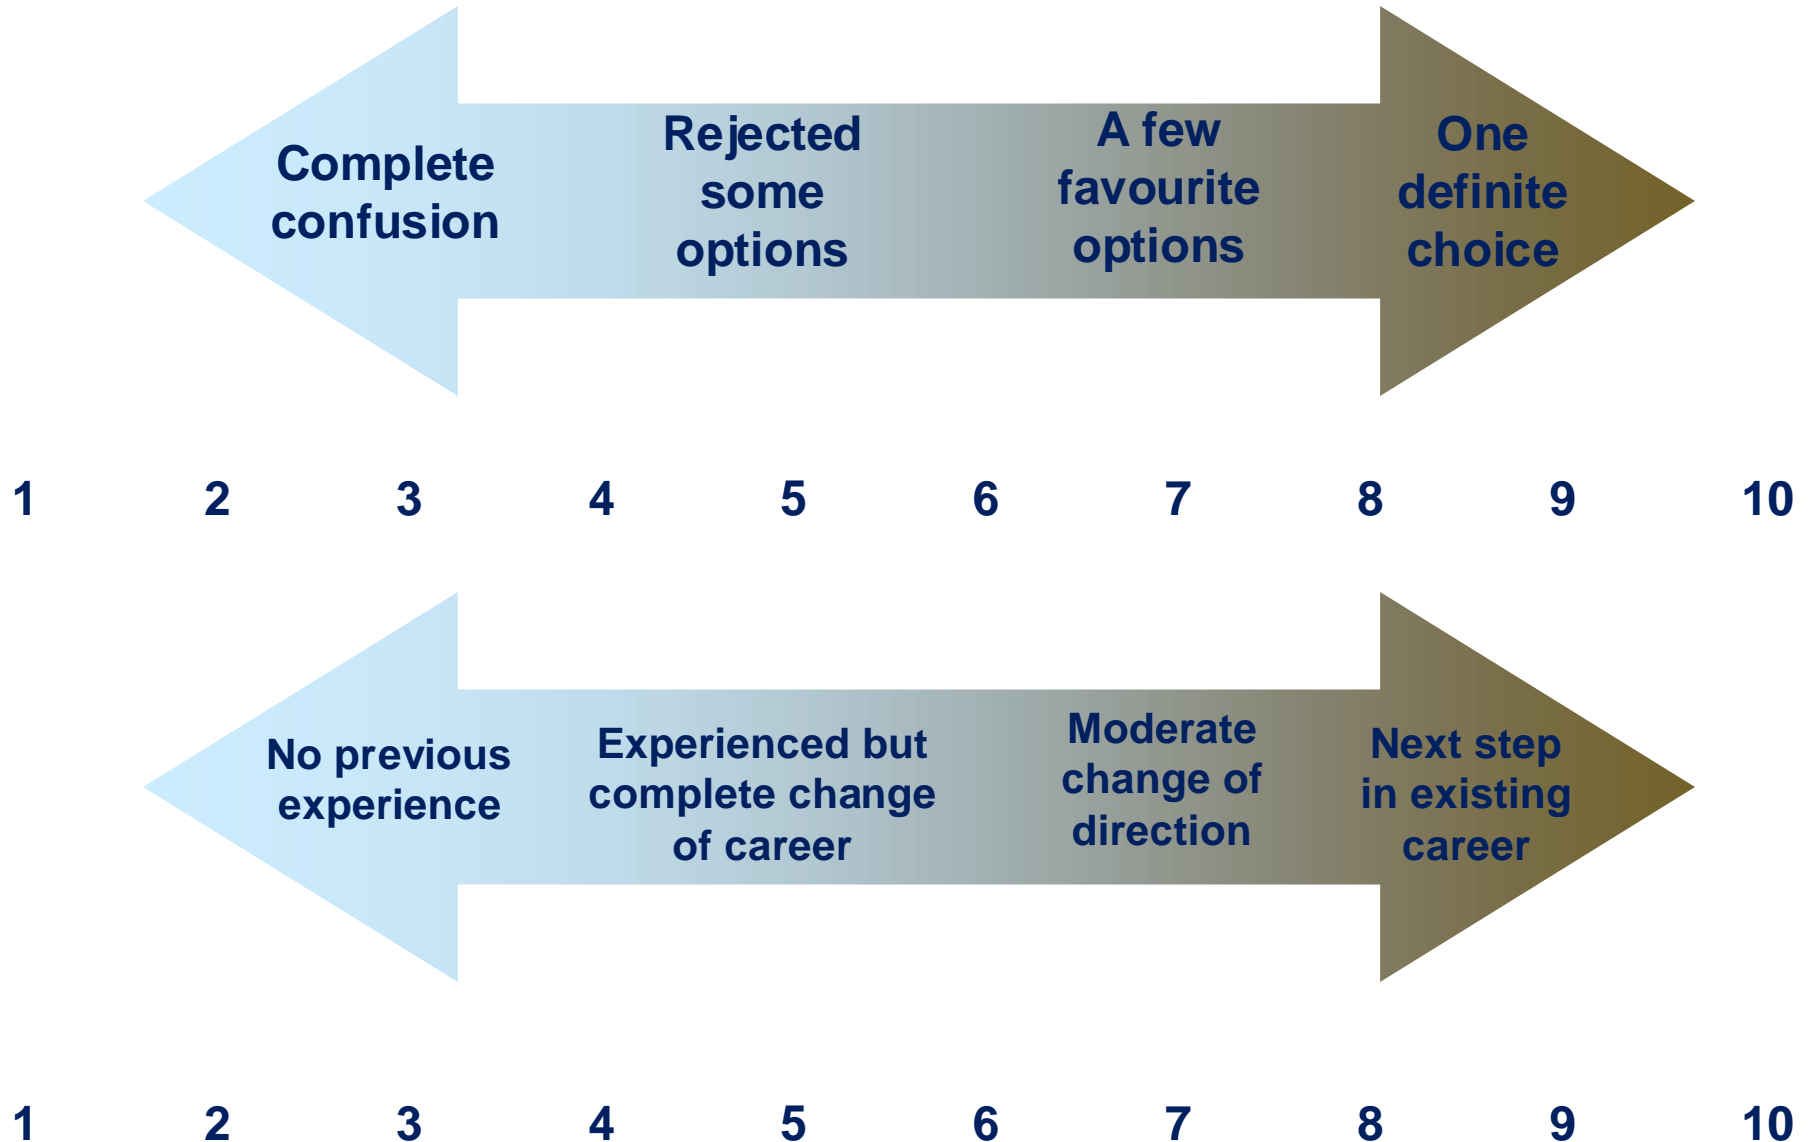 Complete
confusion
Rejected
some
options
A few
favourite
options
One
definite
choice
1 2 3 4 5 6 7 8 9 10
No previous
experience
Experienced but
complete change
of career
Moderate
change of
direction
Next step
in existing
career
1 2 3 4 5 6 7 8 9 10